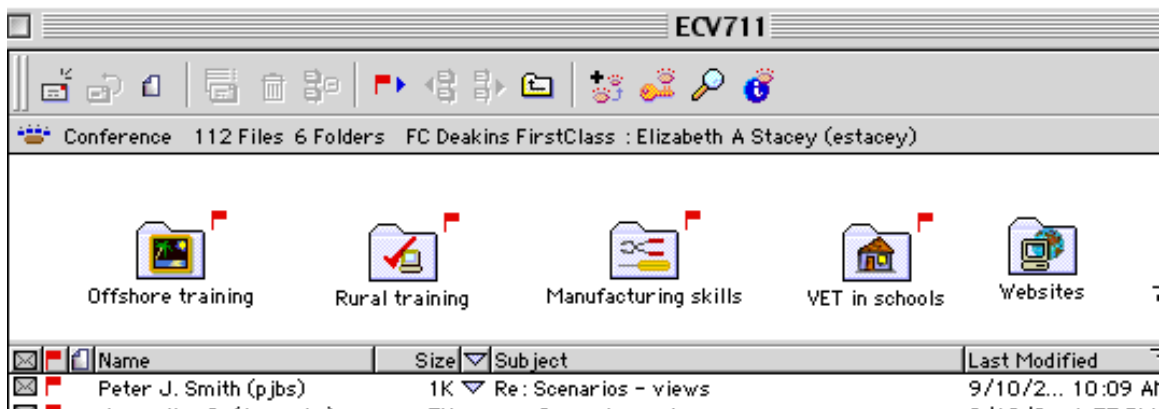 ECV711
Conference 112 Files 6 Folders FC Deakins FirstClass : Elizabeth A Stacey (estacey)
Offshore training
Rural training
Manufacturing skills
VET in schools
Websites
Name Size Subject Last Modified
Peter J. Smith (pjbs) 1K Re: Scenarios - views 9/10/2... 10:09 AM